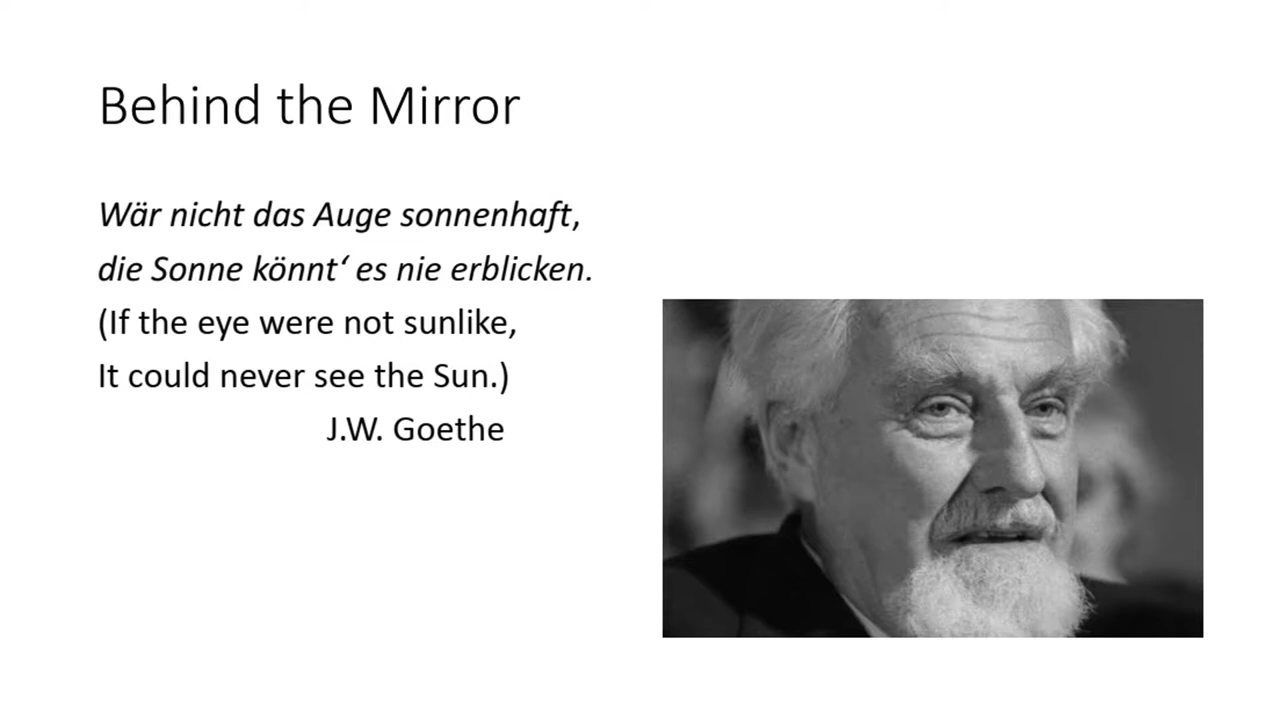 Behind the Mirror
Wär nicht das Auge sonnenhaft,
die Sonne könnt‘ es nie erblicken.
(If the eye were not sunlike,
It could never see the Sun.)
J.W. Goethe